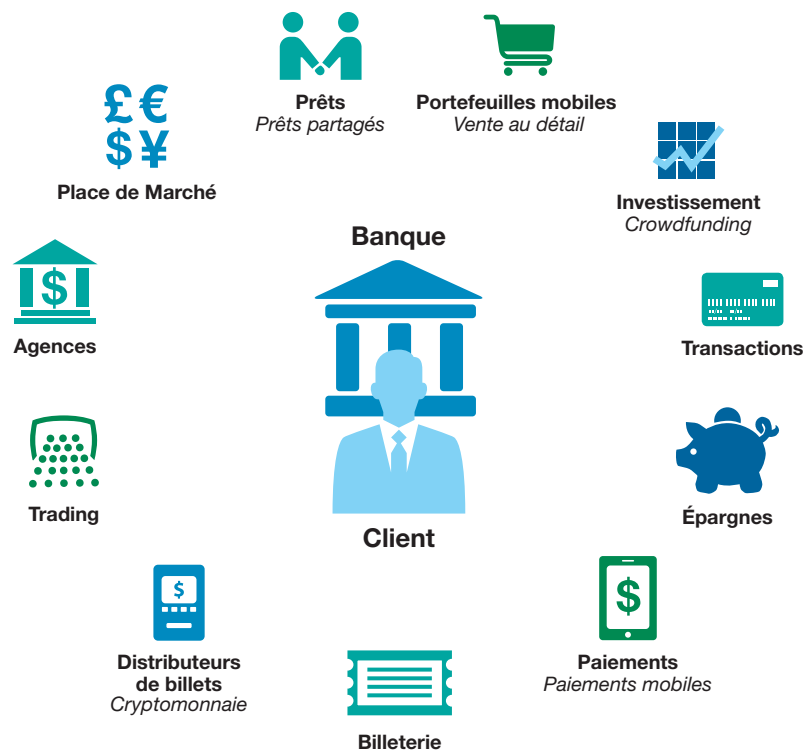 Prêts
Prêts partagés
Portefeuilles mobiles
Vente au détail
£€
$¥
Place de Marché
Investissement
Crowdfunding
Banque
$
Agences
Transactions
Trading
Épargnes
Client
$
Distributeurs
de billets
Cryptomonnaie
$
Paiements
Paiements mobiles
Billeterie